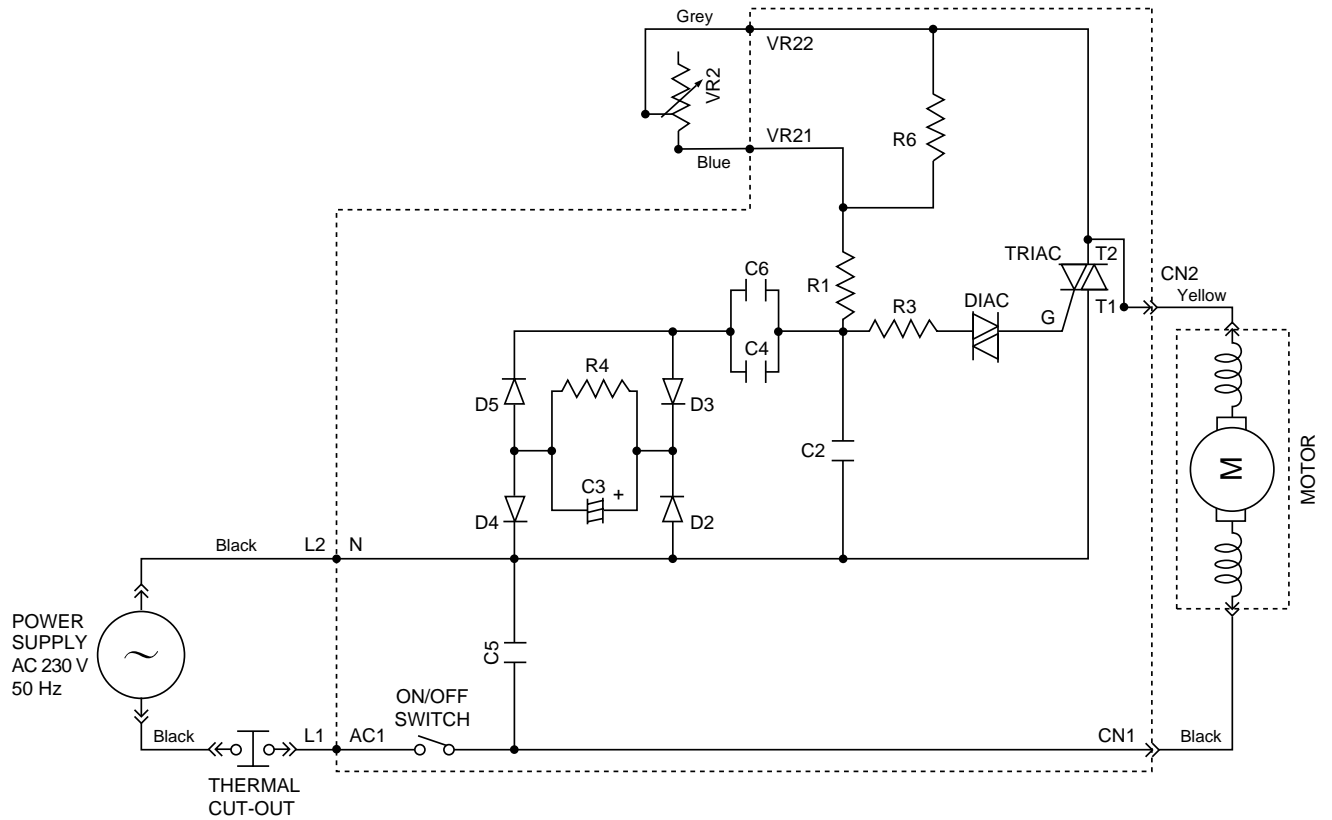 Grey
VR22
VR2
VR21
Blue
R6
TRIAC
T2
CN2
Yellow
C6
R1
R3
DIAC
G
T1
C4
R4
D5
D3
C2
M
MOTOR
C3
+
D4
D2
Black
L2
N
POWER
SUPPLY
AC 230 V
50 Hz
~
C5
ON/OFF
SWITCH
Black
L1
AC1
CN1
Black
THERMAL
CUT-OUT